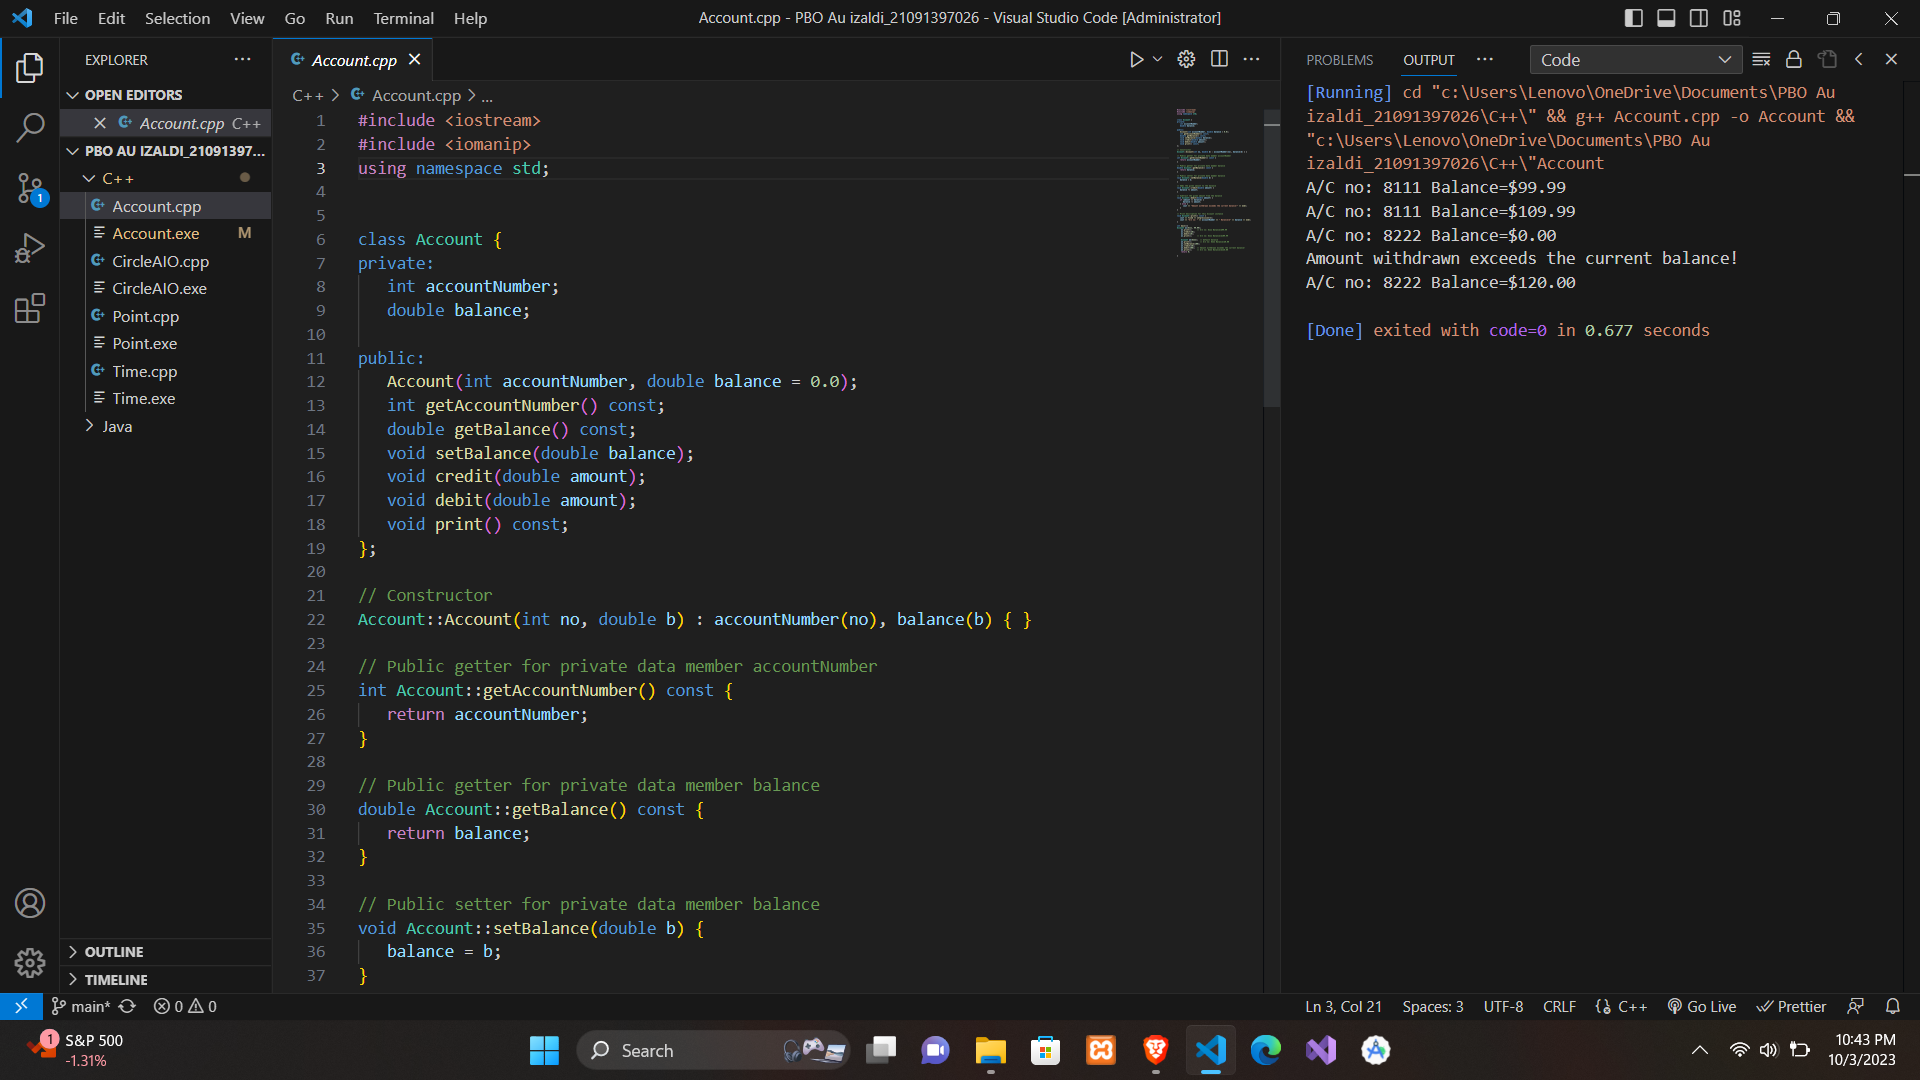 File Edit Selection View Go Run Terminal Help
Account.cpp - PBO Au izaldi_21091397026 - Visual Studio Code [Administrator]
EXPLORER
OPEN EDITORS
Account.cpp C++
PBO AU IZALDI_21091397...
C++
Account.cpp
Account.exe M
CircleAIO.cpp
CircleAIO.exe
Point.cpp
Point.exe
Time.cpp
Time.exe
Java
OUTLINE
TIMELINE
Account.cpp
C++ > Account.cpp > ...
1 #include <iostream>
2 #include <iomanip>
3 using namespace std;
4
5
6 class Account {
7 private:
8 int accountNumber;
9 double balance;
10
11 public:
12 Account(int accountNumber, double balance = 0.0);
13 int getAccountNumber() const;
14 double getBalance() const;
15 void setBalance(double balance);
16 void credit(double amount);
17 void debit(double amount);
18 void print() const;
19 };
20
21 // Constructor
22 Account::Account(int no, double b) : accountNumber(no), balance(b) { }
23
24 // Public getter for private data member accountNumber
25 int Account::getAccountNumber() const {
26 return accountNumber;
27 }
28
29 // Public getter for private data member balance
30 double Account::getBalance() const {
31 return balance;
32 }
33
34 // Public setter for private data member balance
35 void Account::setBalance(double b) {
36 balance = b;
37 }
PROBLEMS OUTPUT Code
[Running] cd "c:\Users\Lenovo\OneDrive\Documents\PBO Au
izaldi_21091397026\C++\" && g++ Account.cpp -o Account &&
"c:\Users\Lenovo\OneDrive\Documents\PBO Au
izaldi_21091397026\C++\"Account
A/C no: 8111 Balance=$99.99
A/C no: 8111 Balance=$109.99
A/C no: 8222 Balance=$0.00
Amount withdrawn exceeds the current balance!
A/C no: 8222 Balance=$120.00
[Done] exited with code=0 in 0.677 seconds
1
main* 0 0
Ln 3, Col 21 Spaces: 3 UTF-8 CRLF C++ Go Live Prettier
1
S&P 500
-1.31%
Search
10:43 PM
10/3/2023